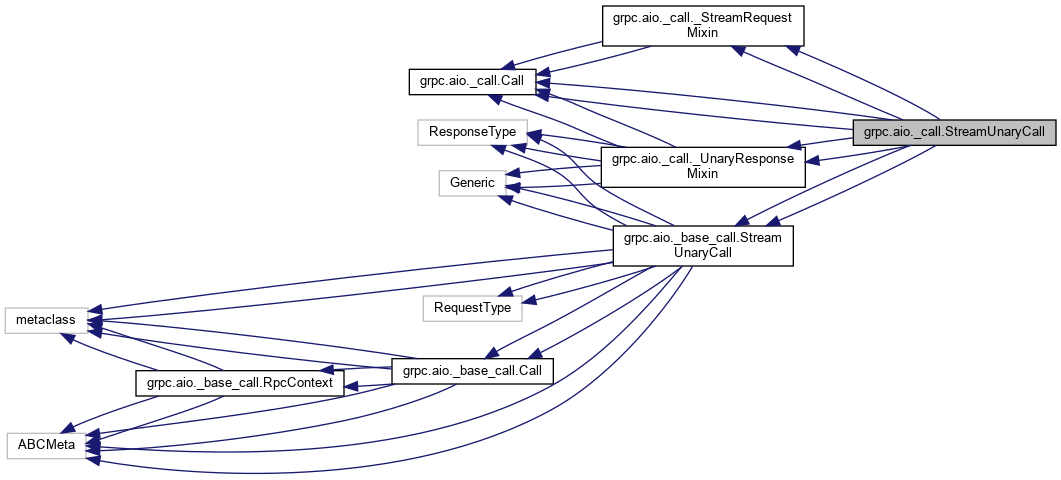 grpc.aio._call._StreamRequest
Mixin
grpc.aio._call.Call
grpc.aio._call.StreamUnaryCall
ResponseType
grpc.aio._call._UnaryResponse
Mixin
Generic
grpc.aio._base_call.Stream
UnaryCall
RequestType
metaclass
grpc.aio._base_call.Call
grpc.aio._base_call.RpcContext
ABCMeta